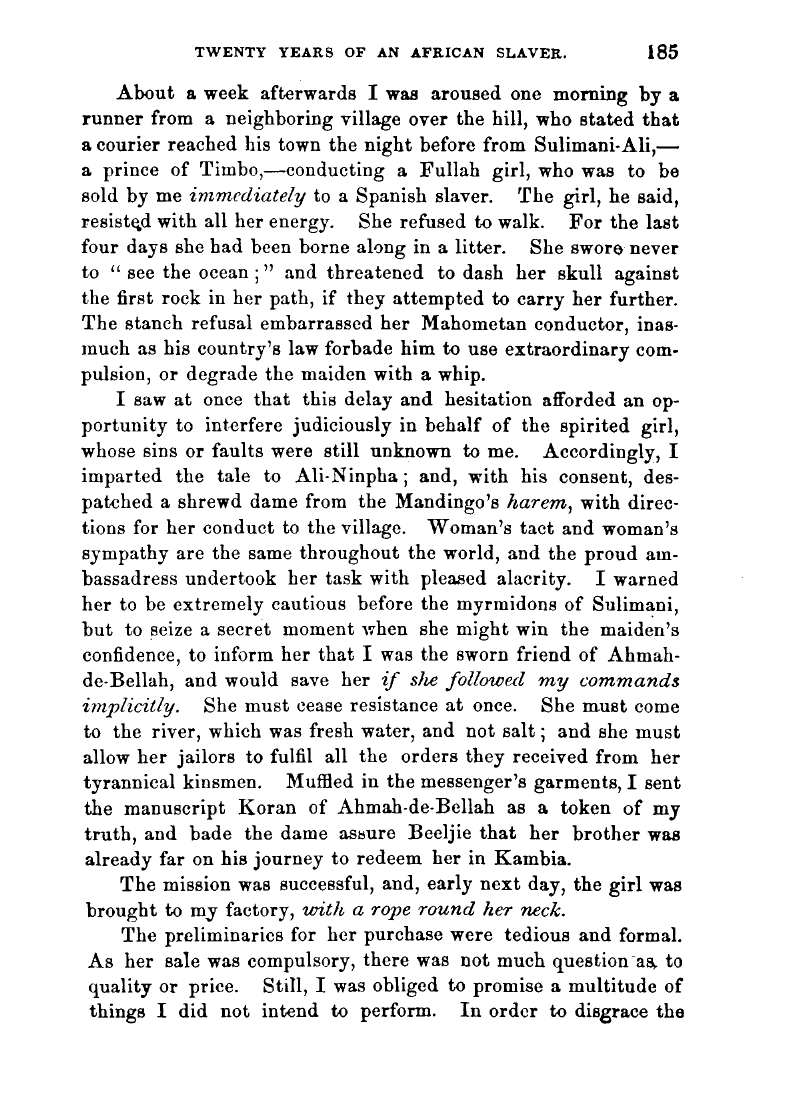 TWENTY YEARS OF AN AFRICAN SLAVER. 185
About a week afterwards I was aroused one morning by a
runner from a neighboring village over the hill, who stated that
a courier reached his town the night before from Sulimani-Ali,—
a prince of Timbo,—conducting a Fullah girl, who was to be
sold by me immediately to a Spanish slaver. The girl, he said,
resisted with all her energy. She refused to walk. For the last
four days she had been borne along in a litter. She swore never
to “ see the ocean ; ” and threatened to dash her skull against
the first rock in her path, if they attempted to carry her further.
The stanch refusal embarrassed her Mahometan conductor, inas-
much as his country’s law forbade him to use extraordinary com-
pulsion, or degrade the maiden with a whip.
I saw at once that this delay and hesitation afforded an op-
portunity to interfere judiciously in behalf of the spirited girl,
whose sins or faults were still unknown to me. Accordingly, I
imparted the tale to Ali-Ninpha ; and, with his consent, des-
patched a shrewd dame from the Mandingo’s harem, with direc-
tions for her conduct to the village. Woman’s tact and woman’s
sympathy are the same throughout the world, and the proud am-
bassadress undertook her task with pleased alacrity. I warned
her to be extremely cautious before the myrmidons of Sulimani,
but to seize a secret moment when she might win the maiden’s
confidence, to inform her that I was the sworn friend of Ahmah-
de-Bellah, and would save her if she followed my commands
implicitly. She must cease resistance at once. She must come
to the river, which was fresh water, and not salt ; and she must
allow her jailors to fulfil all the orders they received from her
tyrannical kinsmen. Muffled in the messenger’s garments, I sent
the manuscript Koran of Ahmah-de-Bellah as a token of my
truth, and bade the dame assure Beeljie that her brother was
already far on his journey to redeem her in Kambia.
The mission was successful, and, early next day, the girl was
brought to my factory, with a rope round her neck.
The preliminaries for her purchase were tedious and formal.
As her sale was compulsory, there was not much question as to
quality or price. Still, I was obliged to promise a multitude of
things I did not intend to perform. In order to disgrace the